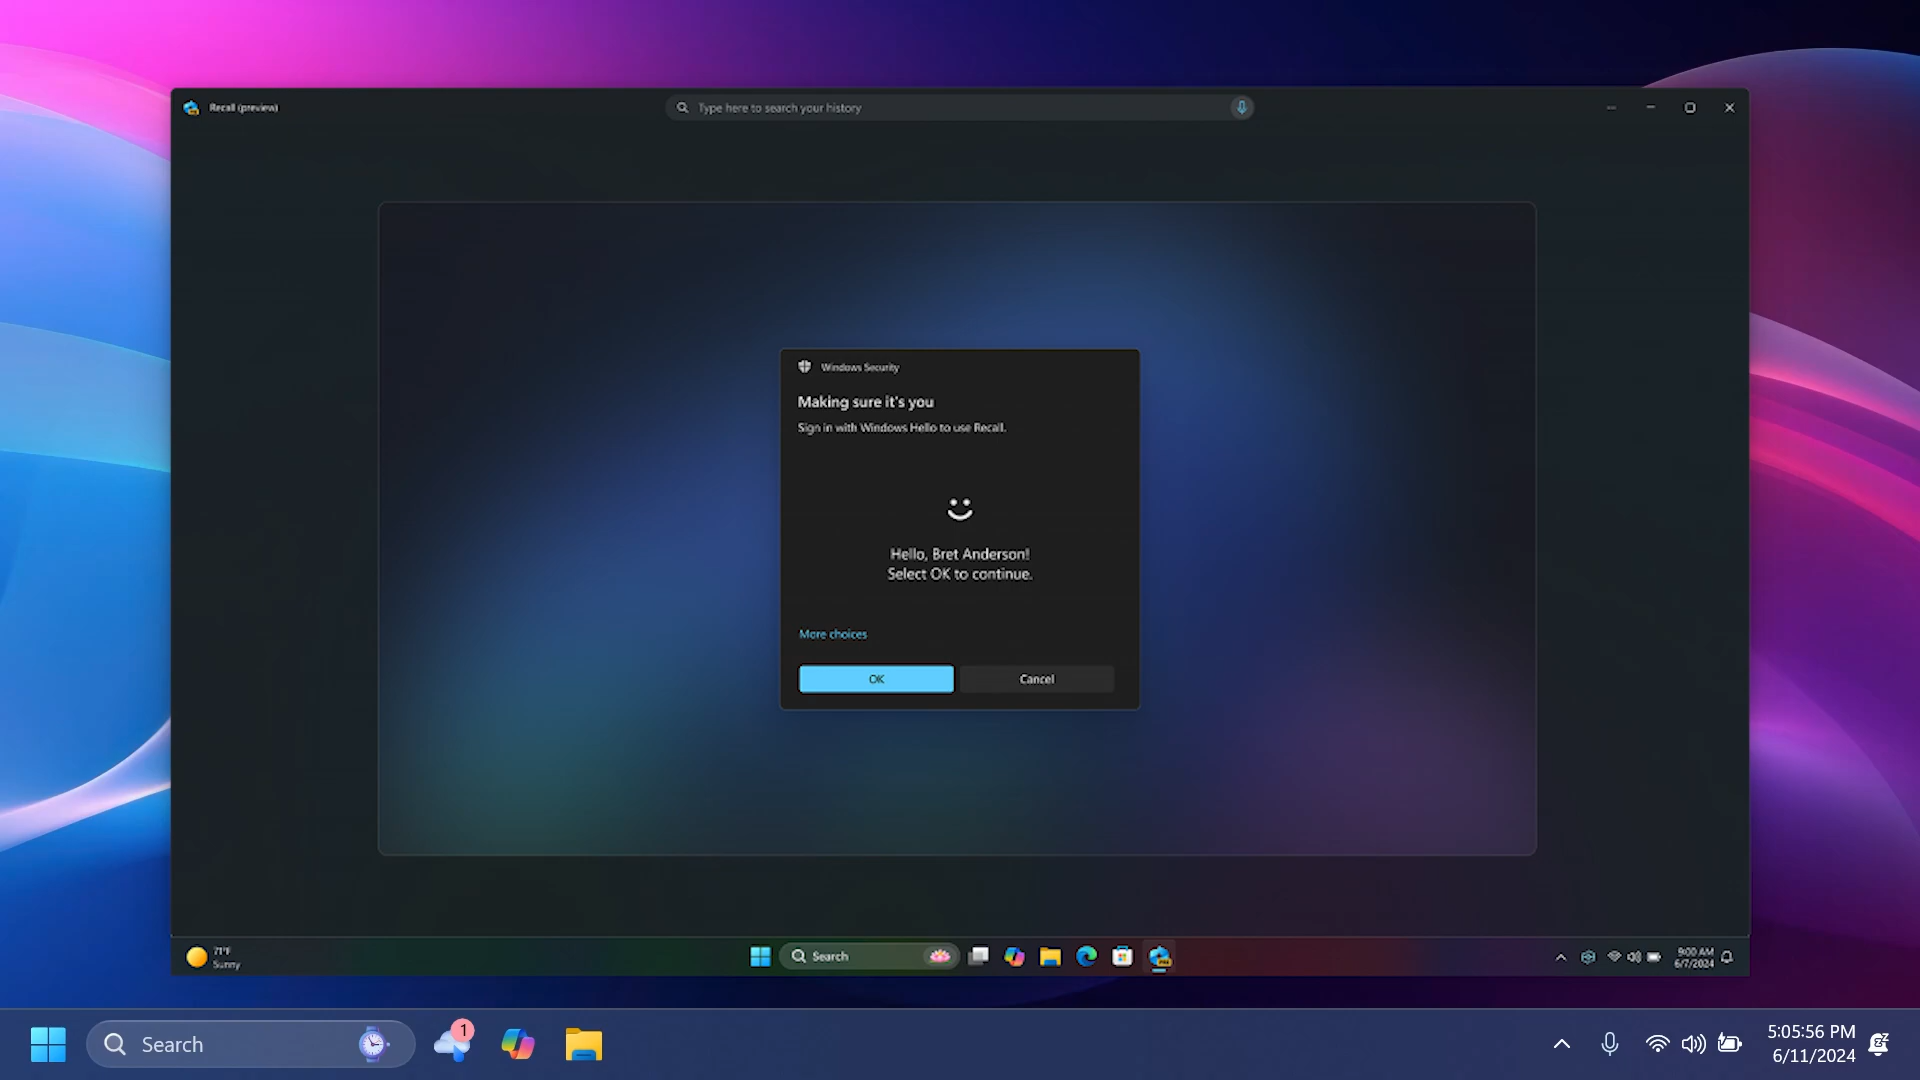 Recall (preview)
Type here to search your history
Windows Security
Making sure it's you
Sign in with Windows Hello to use Recall.
Hello, Bret Anderson!
Select OK to continue.
More choices
OK
Cancel
71°F
Sunny
Search
9:00 AM
6/7/2024
Search
1
5:05:56 PM
6/11/2024